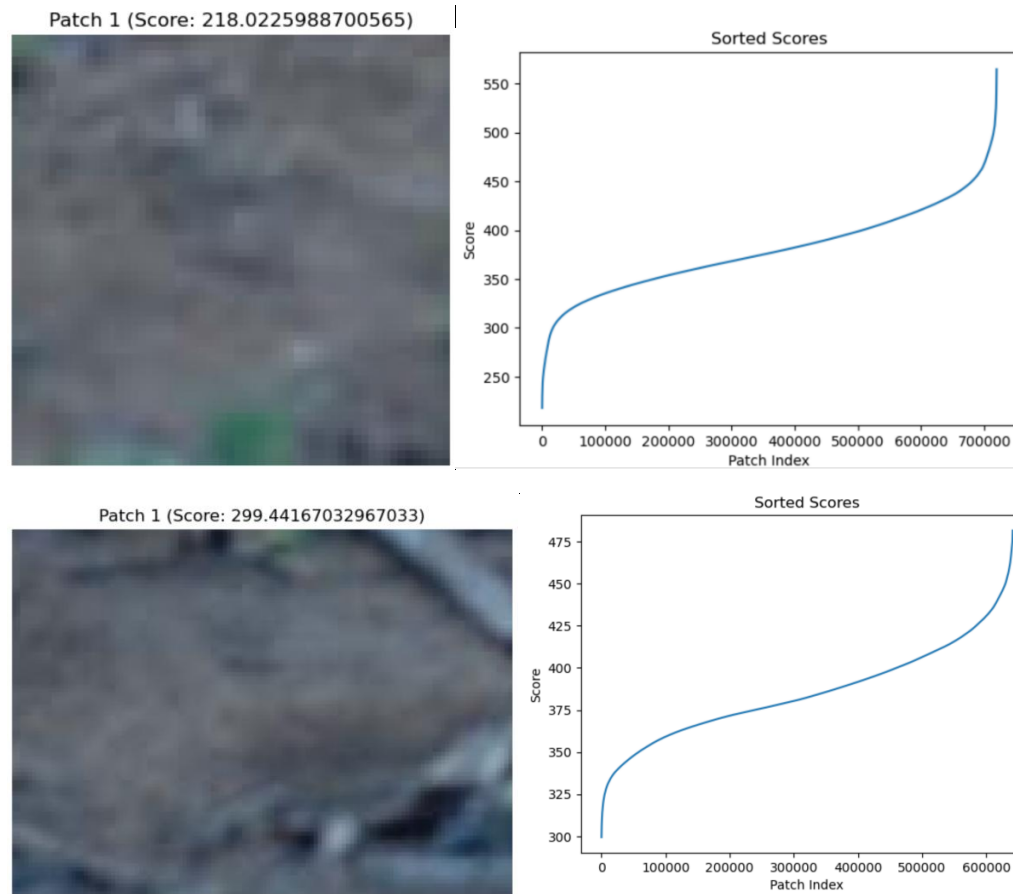 Patch 1 (Score: 218.0225988700565)
Sorted Scores
550
500
450
400
350
300
250
Score
0 100000 200000 300000 400000 500000 600000 700000
Patch Index
Patch 1 (Score: 299.44167032967033)
Sorted Scores
475
450
425
400
375
350
325
300
Score
0 100000 200000 300000 400000 500000 600000
Patch Index